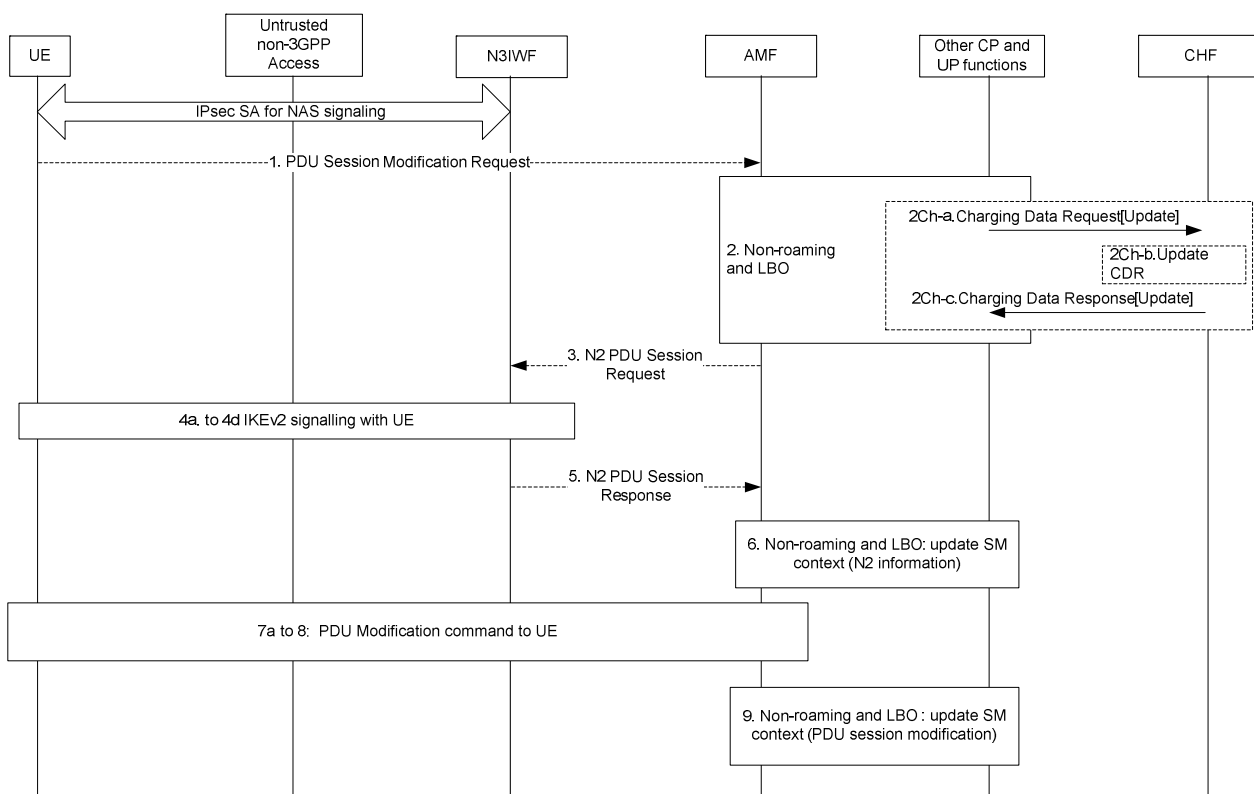 UE
Untrusted
non-3GPP
Access
N3IWF
AMF
Other CP and
UP functions
CHF
IPsec SA for NAS signaling
1. PDU Session Modification Request
2Ch-a.Charging Data Request[Update]
2. Non-roaming
and LBO
2Ch-b.Update
CDR
2Ch-c.Charging Data Response[Update]
3. N2 PDU Session
Request
4a. to 4d IKEv2 signalling with UE
5. N2 PDU Session
Response
6. Non-roaming and LBO: update SM
context (N2 information)
7a to 8: PDU Modification command to UE
9. Non-roaming and LBO : update SM
context (PDU session modification)